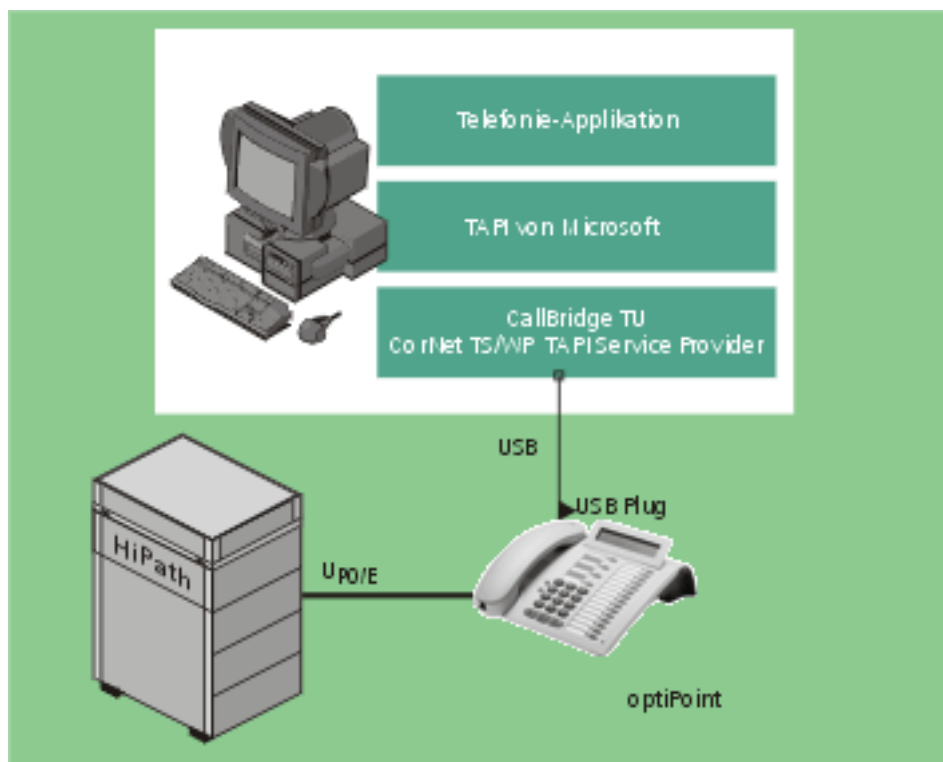 Telefonie-Applikation
TAPI von Microsoft
CallBridge TU
CorNet TS/WP TAPI Service Provider
USB
USB Plug
HiPath
UP0/E
optiPoint